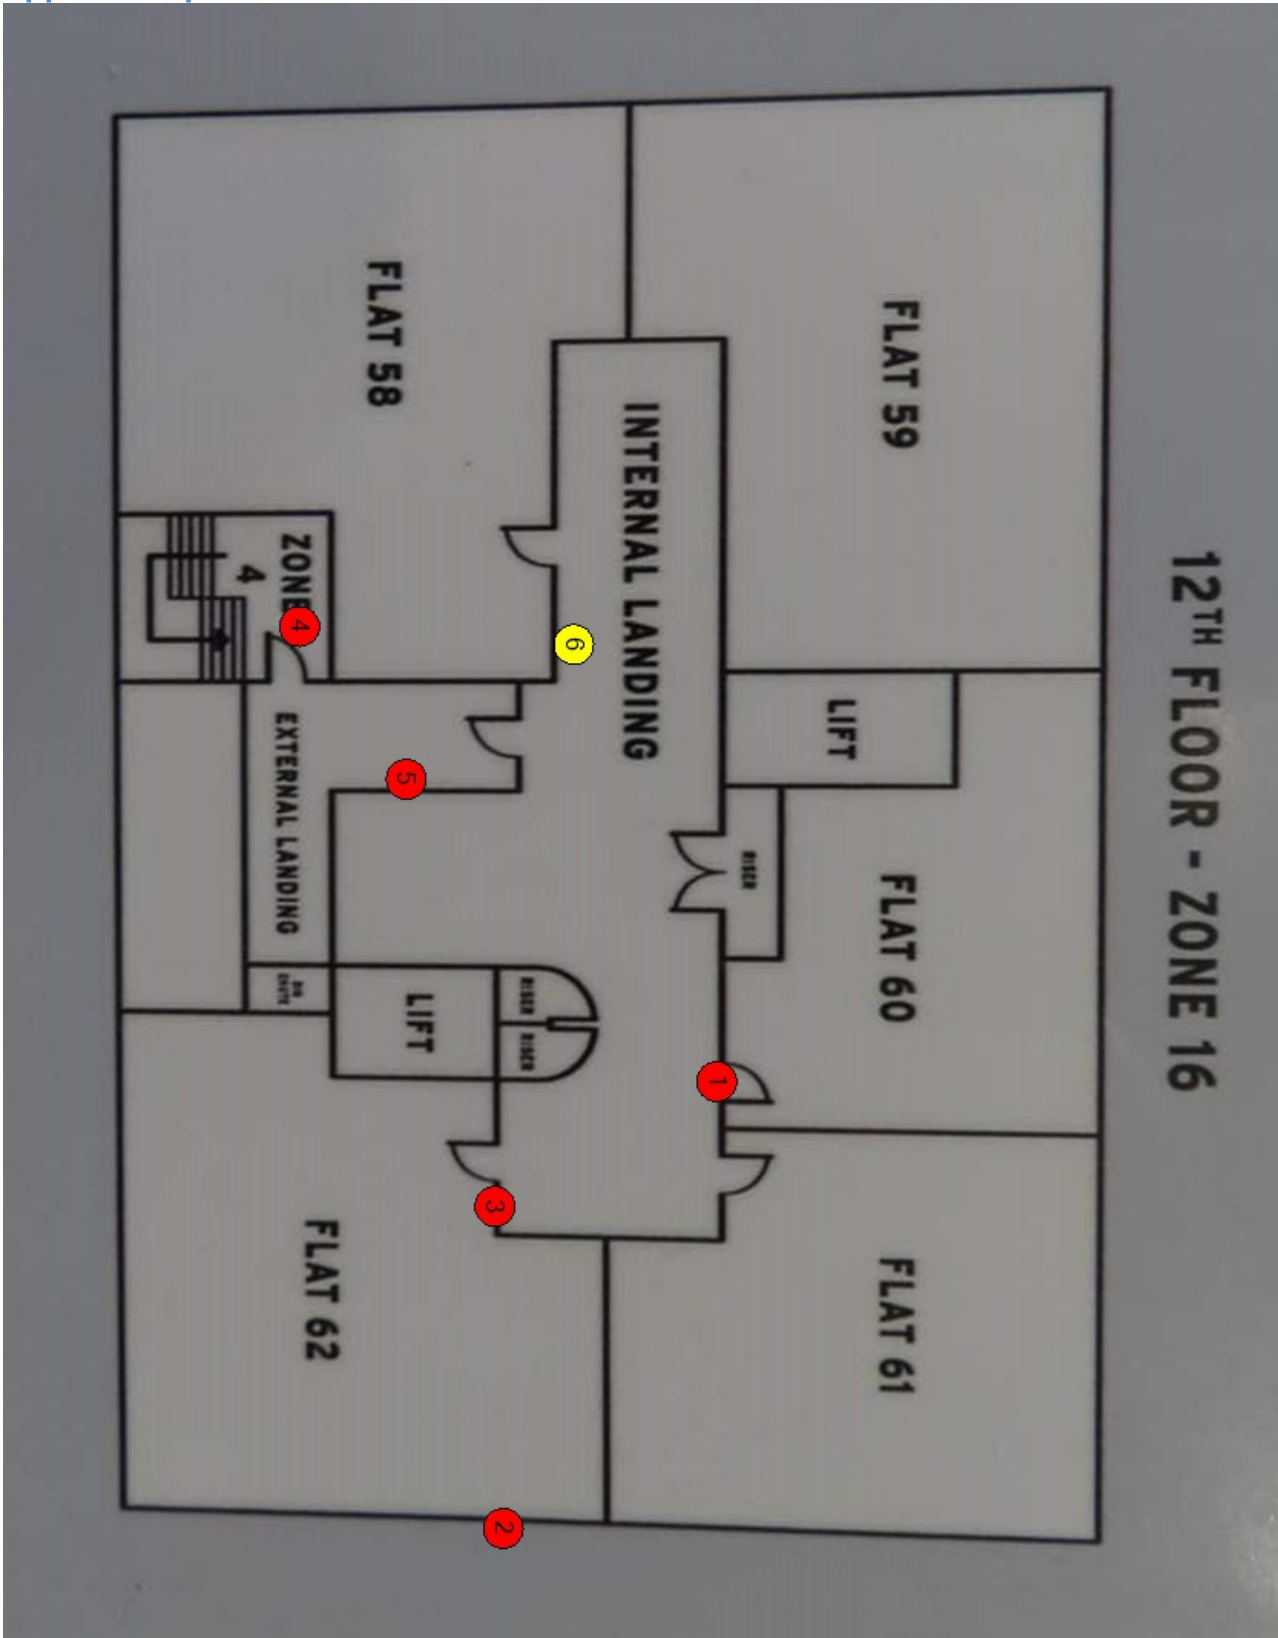 12TH FLOOR - ZONE 16
FLAT 59
FLAT 60
FLAT 61
LIFT
RISER
INTERNAL LANDING
FLAT 58
ZONE
4
EXTERNAL LANDING
LIFT
RISER
RISER
FLAT 62
1
2
3
4
5
6